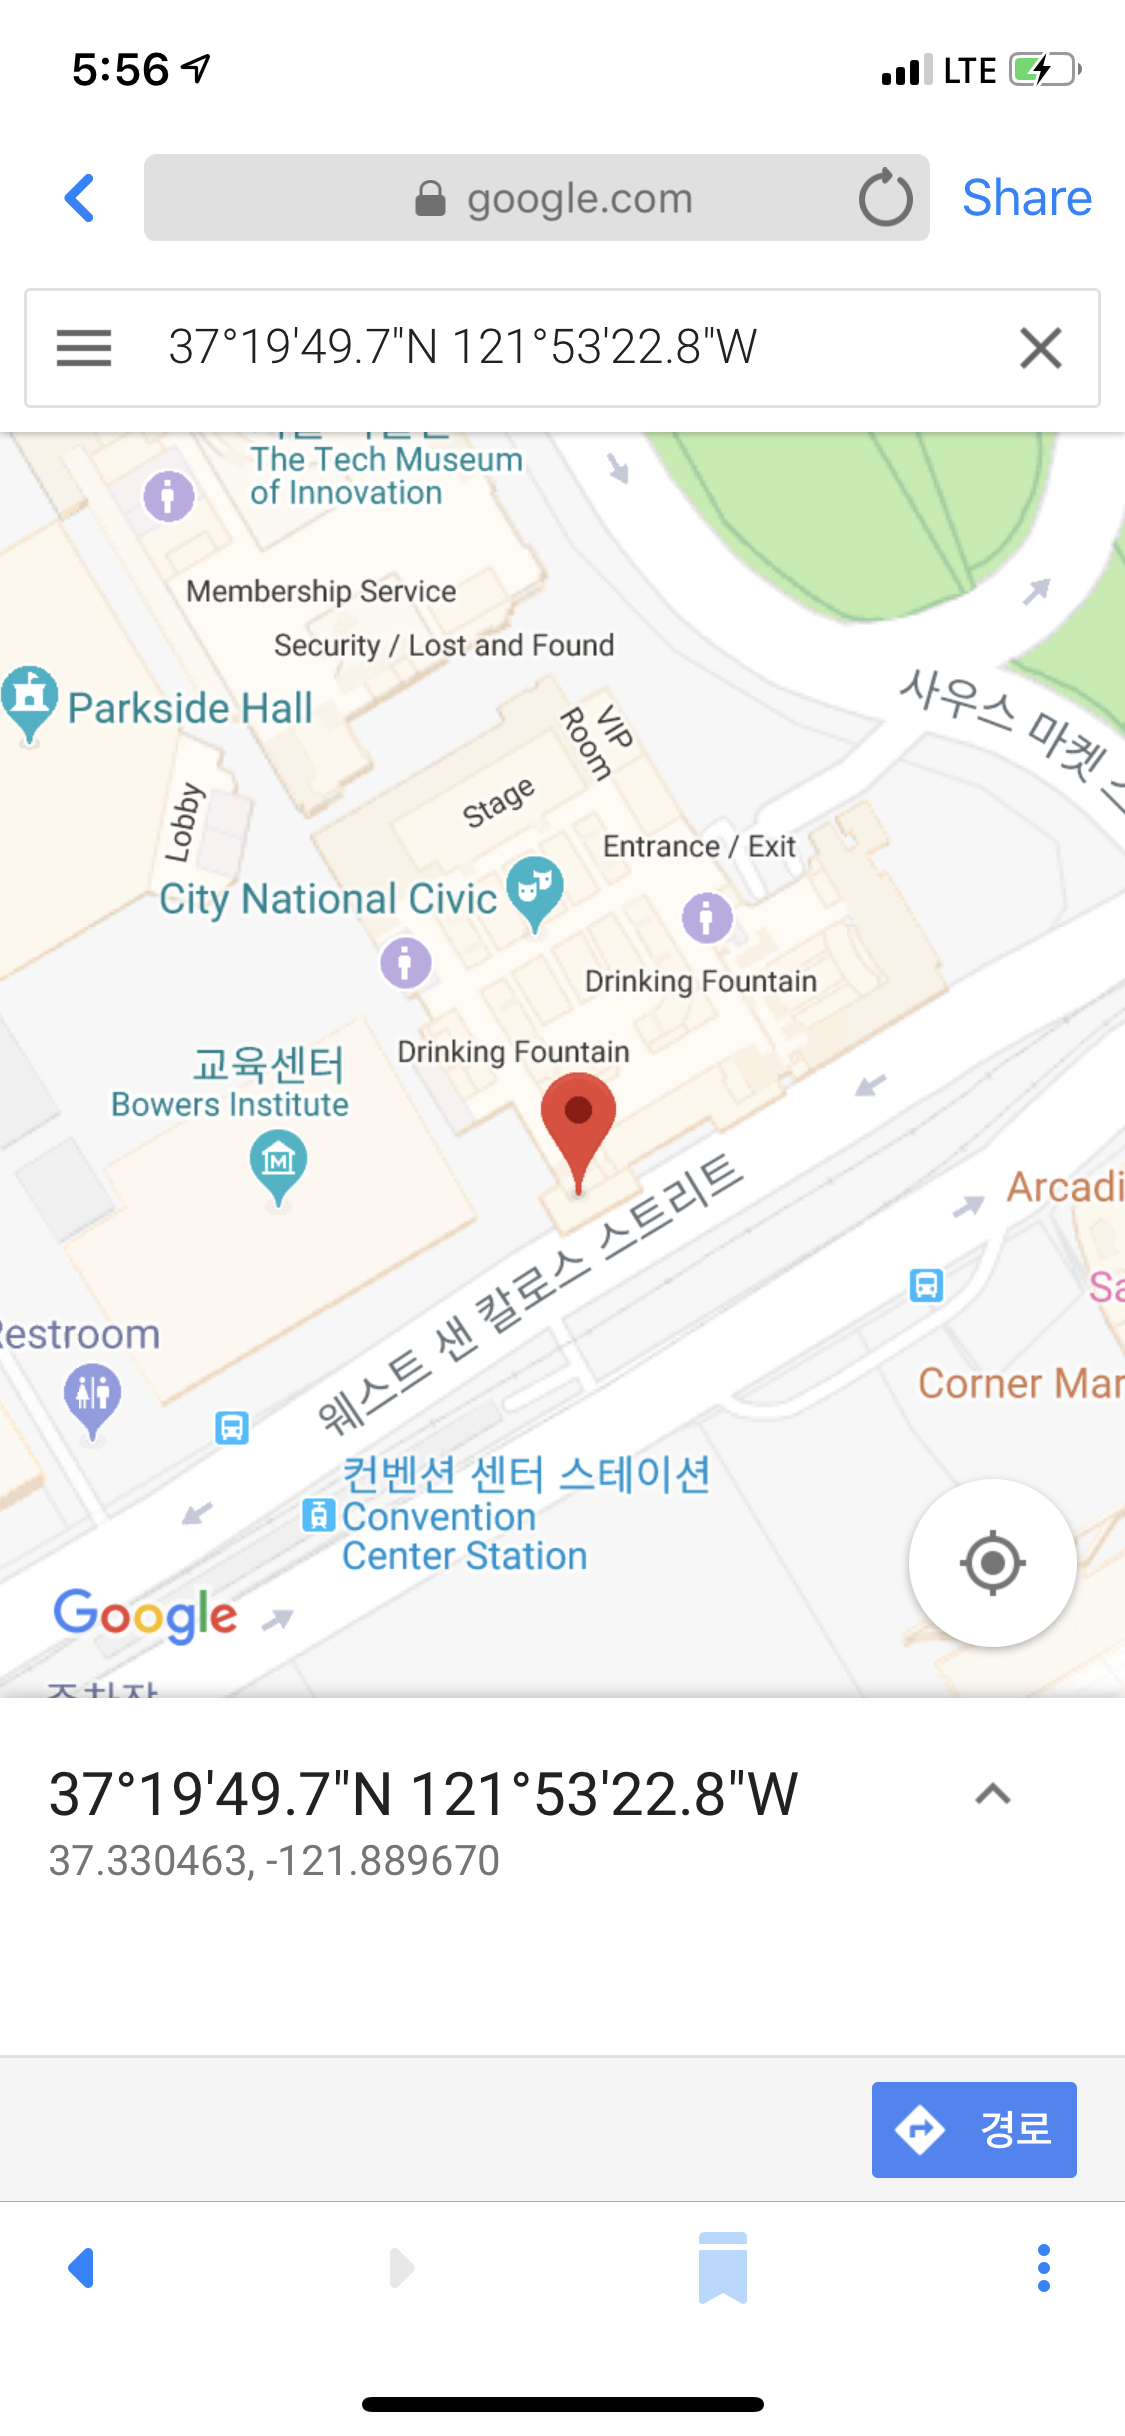 5:56
LTE
google.com
Share
37°19'49.7"N 121°53'22.8"W
The Tech Museum
of Innovation
Membership Service
Security / Lost and Found
Parkside Hall
VIP
Room
사우스 마켓
Stage
Lobby
Entrance / Exit
City National Civic
Drinking Fountain
Drinking Fountain
교육센터
Bowers Institute
M
웨스트 샌 칼로스 스트리트
Arcadi
Sa
Restroom
Corner Mar
컨벤션 센터 스테이션
Convention
Center Station
Google
주차장
37°19'49.7"N 121°53'22.8"W
37.330463, -121.889670
경로